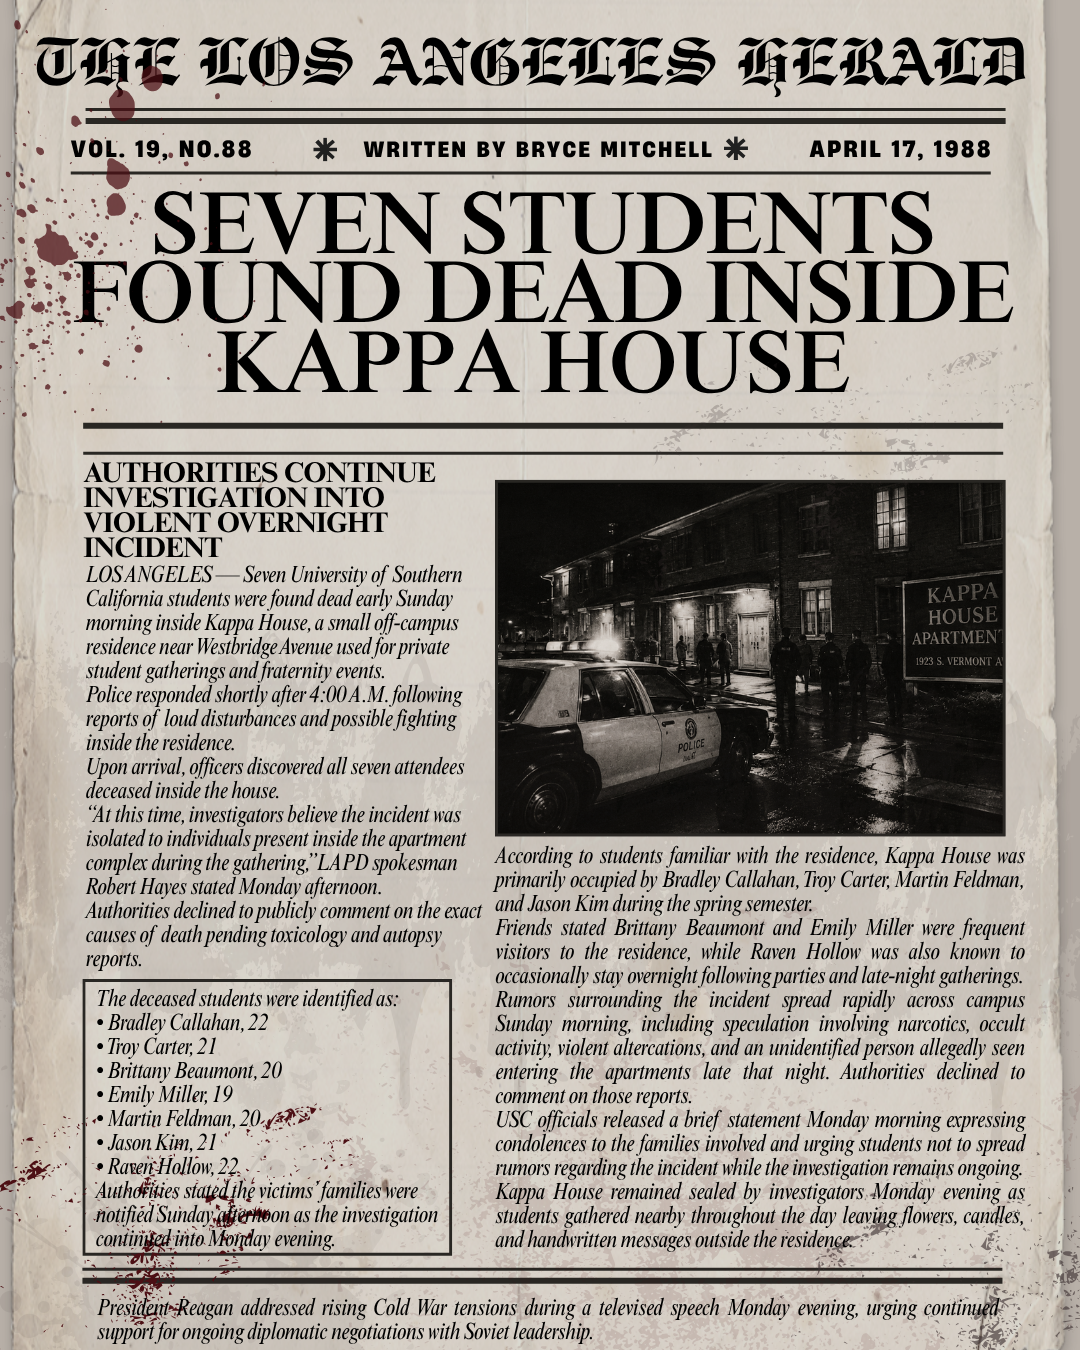 THE LOS ANGELES HERALD
VOL. 19, NO.88 WRITTEN BY BRYCE MITCHELL APRIL 17, 1988
SEVEN STUDENTS
FOUND DEAD INSIDE
KAPPA HOUSE
AUTHORITIES CONTINUE
INVESTIGATION INTO
VIOLENT OVERNIGHT
INCIDENT
LOS ANGELES — Seven University of Southern
California students were found dead early Sunday
morning inside Kappa House, a small off-campus
residence near Westbridge Avenue used for private
student gatherings and fraternity events.
Police responded shortly after 4:00 A.M. following
reports of loud disturbances and possible fighting
inside the residence.
Upon arrival, officers discovered all seven attendees
deceased inside the house.
“At this time, investigators believe the incident was
isolated to individuals present inside the apartment
complex during the gathering,” LAPD spokesman
Robert Hayes stated Monday afternoon.
Authorities declined to publicly comment on the exact
causes of death pending toxicology and autopsy
reports.
The deceased students were identified as:
• Bradley Callahan, 22
• Troy Carter, 21
• Brittany Beaumont, 20
• Emily Miller, 19
• Martin Feldman, 20
• Jason Kim, 21
• Raven Hollow, 22
Authorities stated the victims’ families were
notified Sunday afternoon as the investigation
continued into Monday evening.
KAPPA
HOUSE
APARTMENT
1923 S. VERMONT A
POLICE
According to students familiar with the residence, Kappa House was
primarily occupied by Bradley Callahan, Troy Carter, Martin Feldman,
and Jason Kim during the spring semester.
Friends stated Brittany Beaumont and Emily Miller were frequent
visitors to the residence, while Raven Hollow was also known to
occasionally stay overnight following parties and late-night gatherings.
Rumors surrounding the incident spread rapidly across campus
Sunday morning, including speculation involving narcotics, occult
activity, violent altercations, and an unidentified person allegedly seen
entering the apartments late that night. Authorities declined to
comment on those reports.
USC officials released a brief statement Monday morning expressing
condolences to the families involved and urging students not to spread
rumors regarding the incident while the investigation remains ongoing.
Kappa House remained sealed by investigators Monday evening as
students gathered nearby throughout the day leaving flowers, candles,
and handwritten messages outside the residence.
President Reagan addressed rising Cold War tensions during a televised speech Monday evening, urging continued
support for ongoing diplomatic negotiations with Soviet leadership.